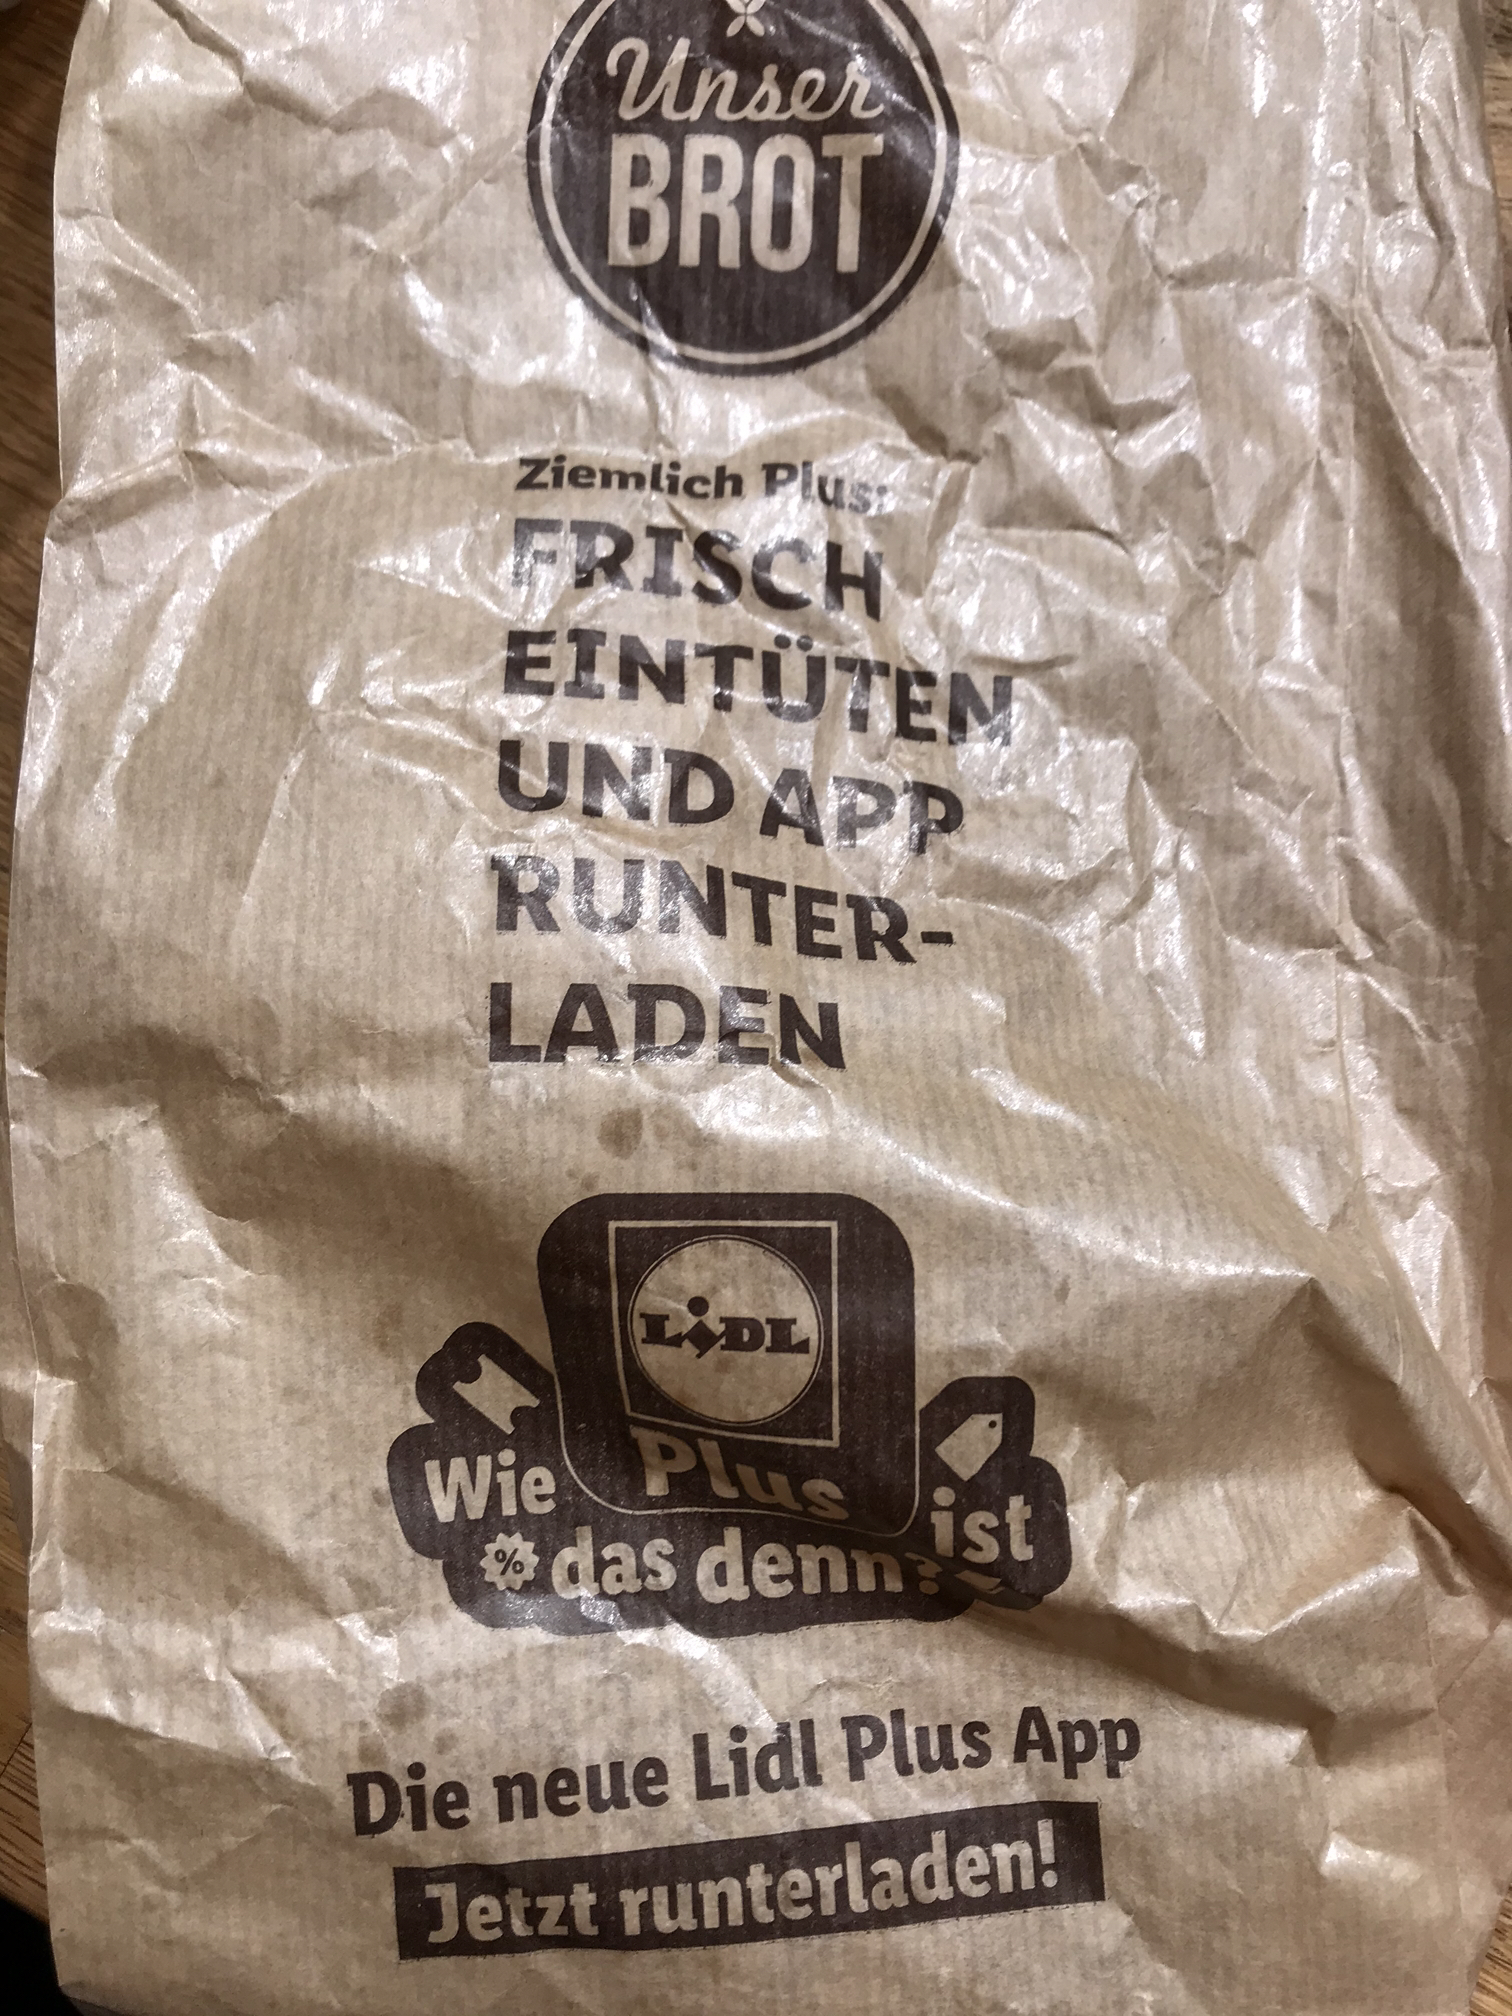 Unser
BROT
Ziemlich Plus:
FRISCH
EINTÜTEN
UND APP
RUNTER-
LADEN
LiDL
Plus
Wie ist
% das denn?
Die neue Lidl Plus App
Jetzt runterladen!